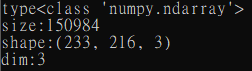 type<class 'numpy.ndarray'>
size:150984
shape:(233, 216, 3)
dim:3